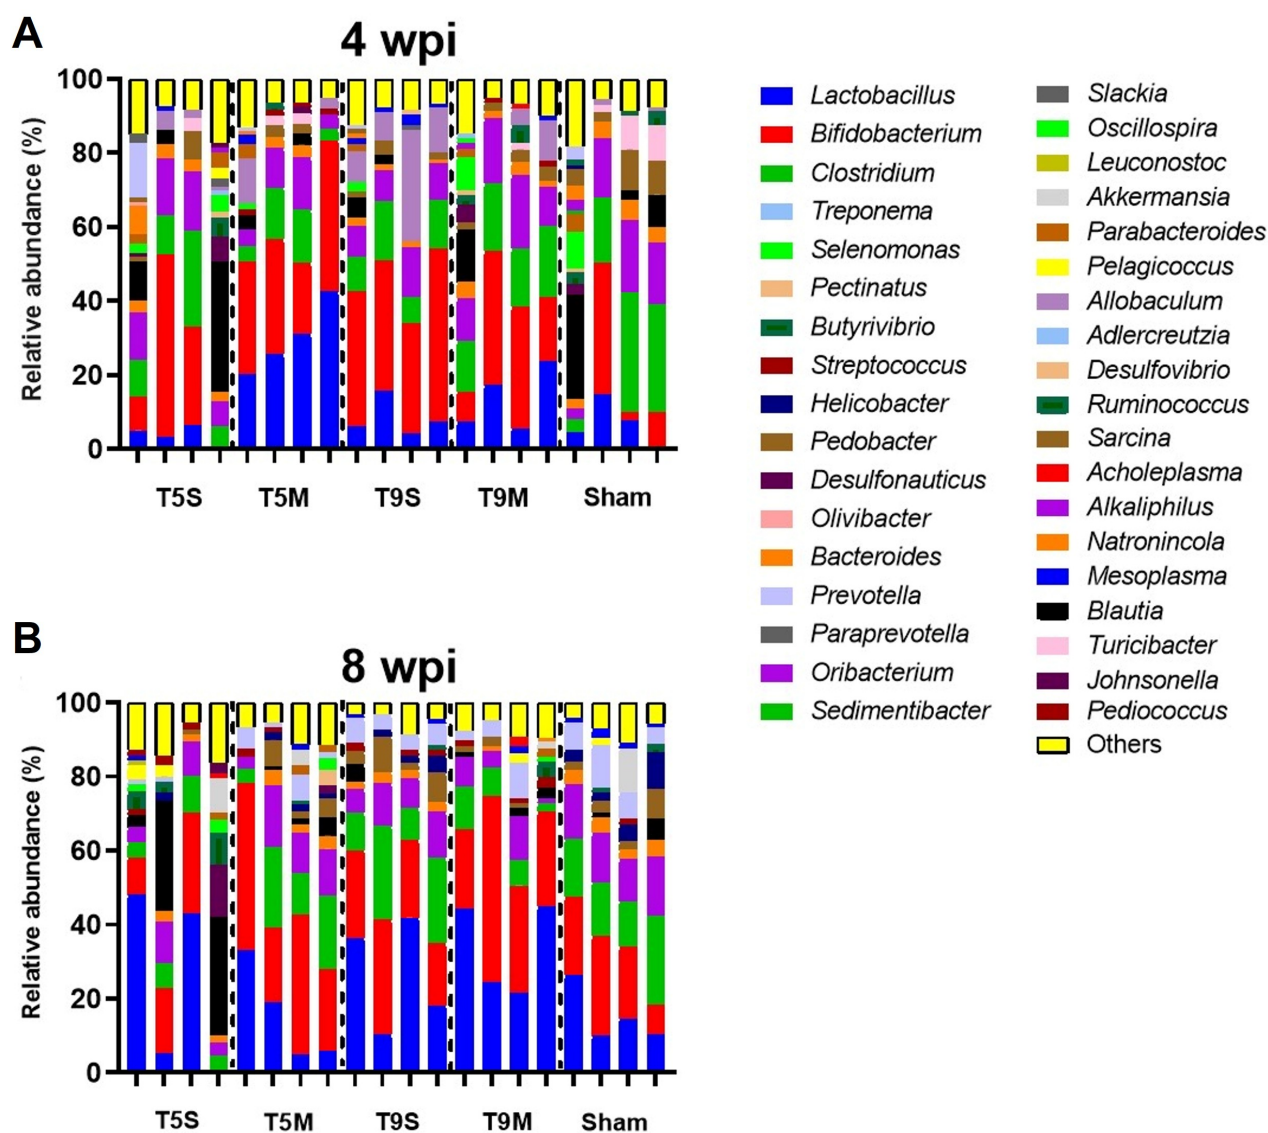 A
4 wpi
Relative abundance (%)
100
80
60
40
20
0
T5S
T5M
T9S
T9M
Sham
B
8 wpi
Relative abundance (%)
100
80
60
40
20
0
T5S
T5M
T9S
T9M
Sham
Lactobacillus
Bifidobacterium
Clostridium
Treponema
Selenomonas
Pectinatus
Butyrivibrio
Streptococcus
Helicobacter
Pedobacter
Desulfonauticus
Olivibacter
Bacteroides
Prevotella
Paraprevotella
Oribacterium
Sedimentibacter
Slackia
Oscillospira
Leuconostoc
Akkermansia
Parabacteroides
Pelagicoccus
Allobaculum
Adlercreutzia
Desulfovibrio
Ruminococcus
Sarcina
Acholeplasma
Alkaliphilus
Natronincola
Mesoplasma
Blautia
Turicibacter
Johnsonella
Pediococcus
Others